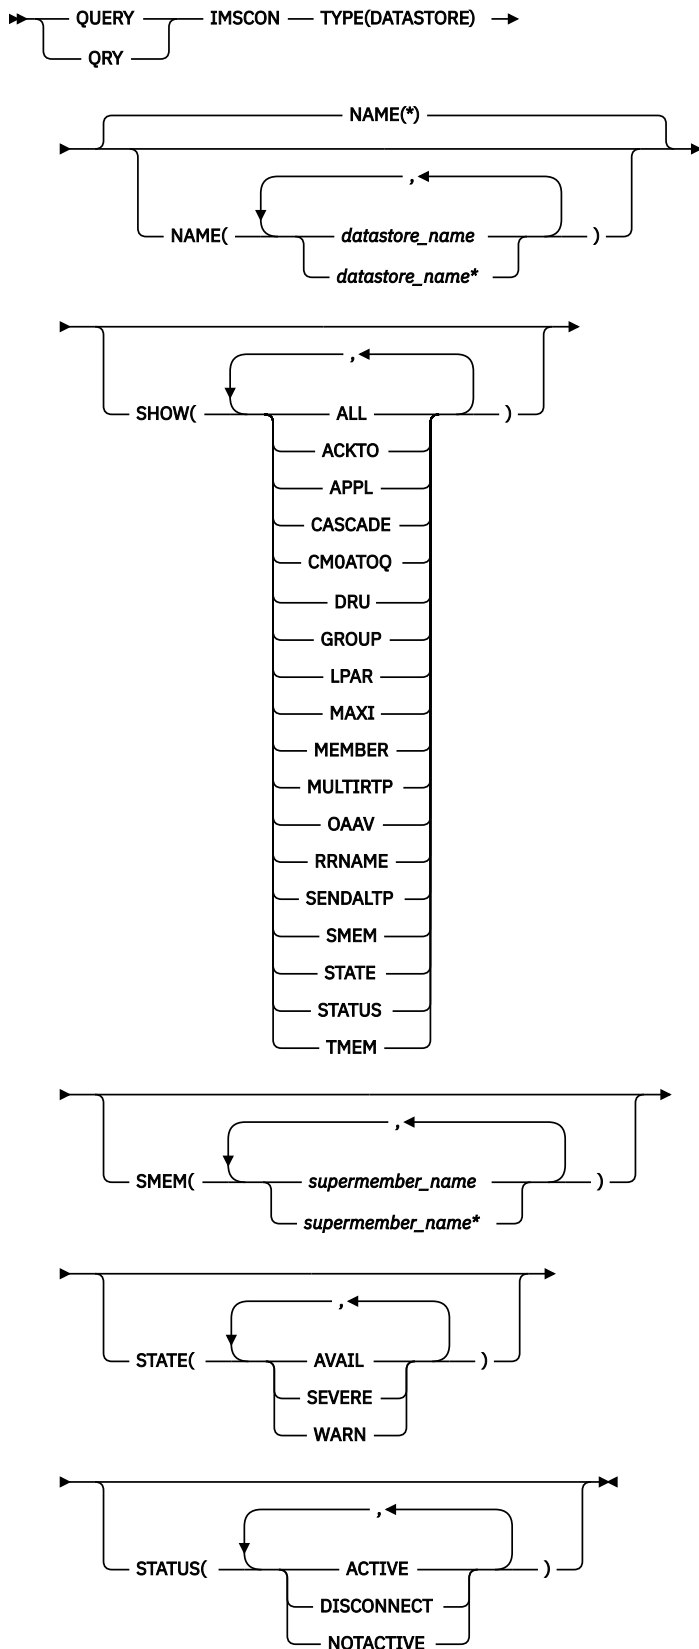 QUERY IMSCON TYPE(DATASTORE)
QRY
NAME(*)
,
NAME( datastore_name )
datastore_name*
,
SHOW( ALL )
ACKTO
APPL
CASCADE
CM0ATOQ
DRU
GROUP
LPAR
MAXI
MEMBER
MULTIRTP
OAAV
RRNAME
SENDALTP
SMEM
STATE
STATUS
TMEM
,
SMEM( supermember_name )
supermember_name*
,
STATE( AVAIL )
SEVERE
WARN
,
STATUS( ACTIVE )
DISCONNECT
NOTACTIVE